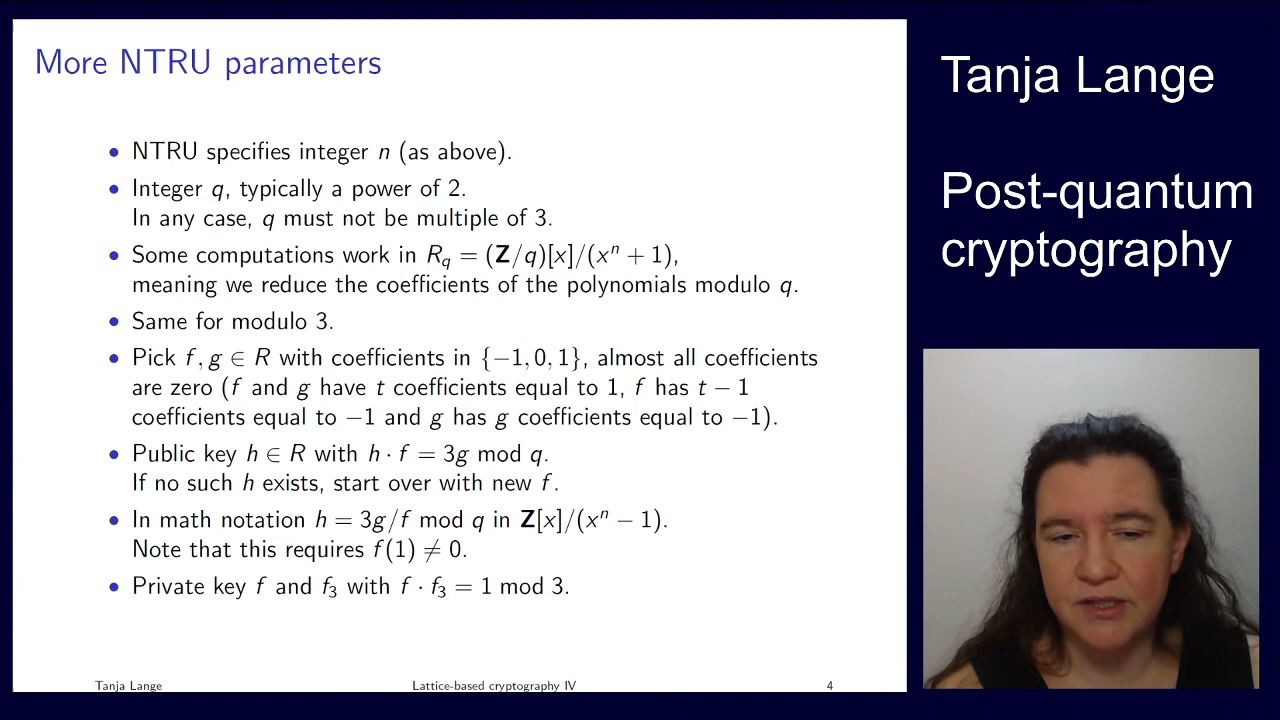 More NTRU parameters
• NTRU specifies integer n (as above).
• Integer q, typically a power of 2.
In any case, q must not be multiple of 3.
• Some computations work in R_q = (Z/q)[x]/(x^n + 1),
meaning we reduce the coefficients of the polynomials modulo q.
• Same for modulo 3.
• Pick f, g ∈ R with coefficients in {−1, 0, 1}, almost all coefficients
are zero (f and g have t coefficients equal to 1, f has t − 1
coefficients equal to −1 and g has g coefficients equal to −1).
• Public key h ∈ R with h · f = 3g mod q.
If no such h exists, start over with new f.
• In math notation h = 3g/f mod q in Z[x]/(x^n − 1).
Note that this requires f(1) ≠ 0.
• Private key f and f_3 with f · f_3 = 1 mod 3.
Tanja Lange
Lattice-based cryptography IV
4
Tanja Lange
Post-quantum
cryptography